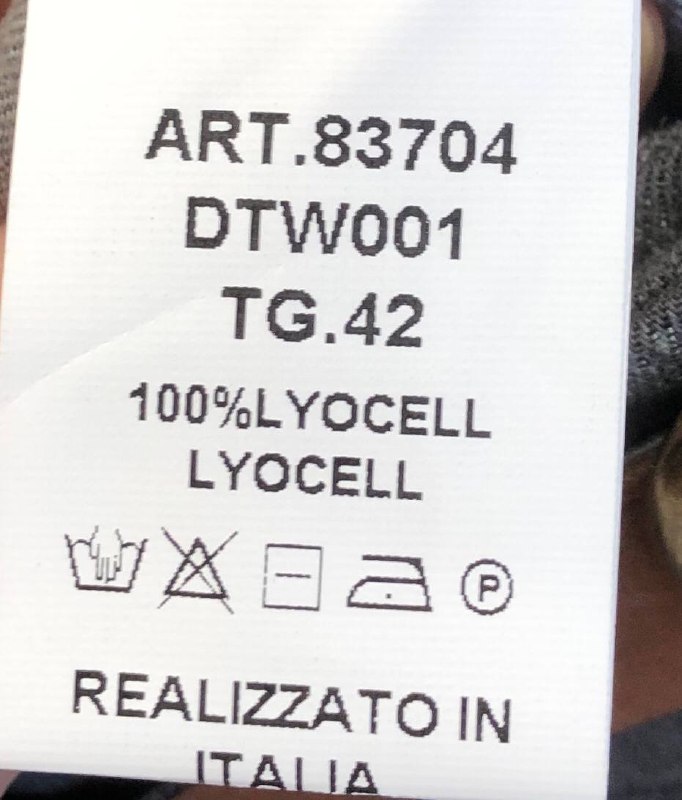 ART.83704
DTW001
TG.42
100%LYOCELL
LYOCELL
P
REALIZZATO IN
ITALIA